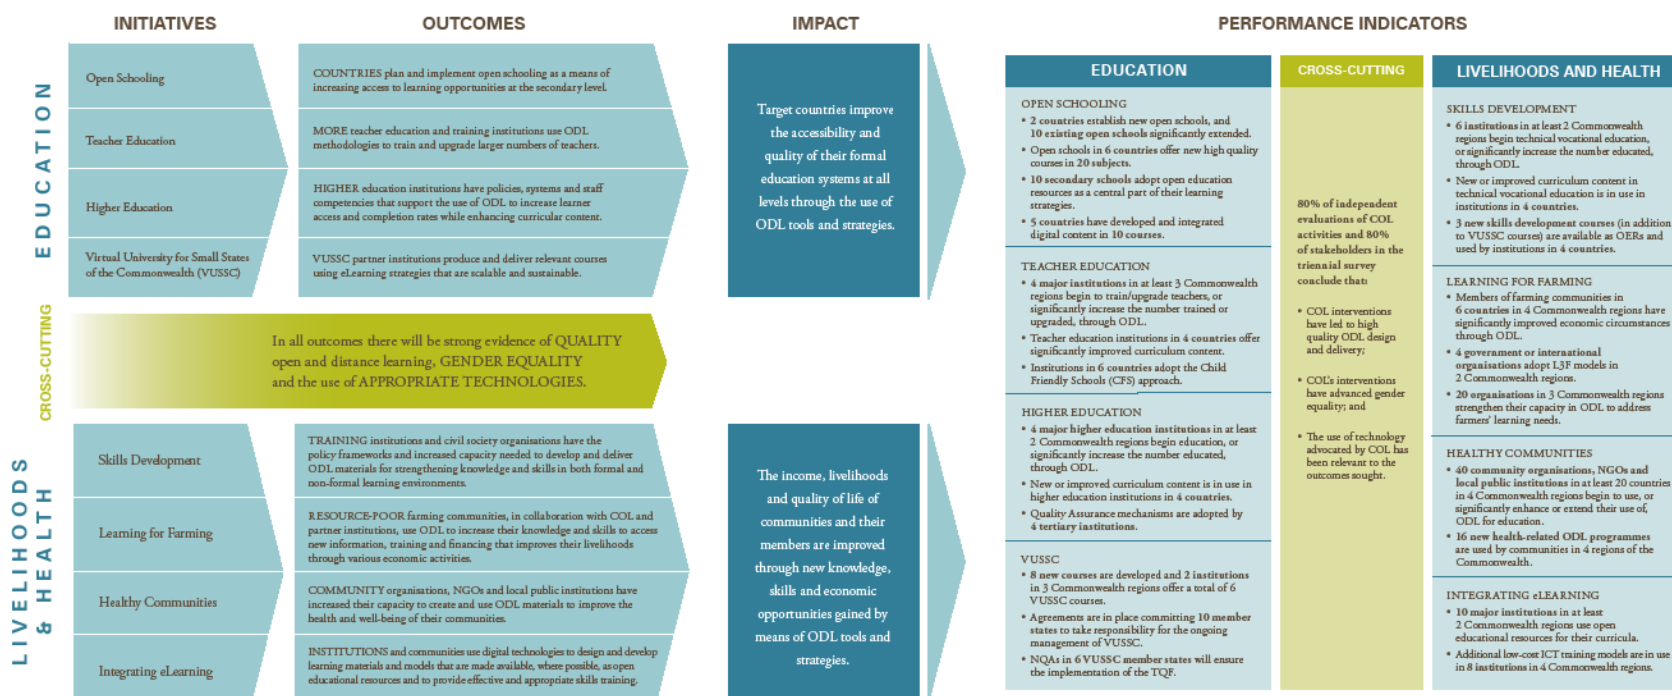 INITIATIVES
OUTCOMES
IMPACT
PERFORMANCE INDICATORS
EDUCATION
Open Schooling
COUNTRIES plan and implement open schooling as a means of
increasing access to learning opportunities at the secondary level.
Teacher Education
MORE teacher education and training institutions use ODL
methodologies to train and upgrade larger numbers of teachers.
Higher Education
HIGHER education institutions have policies, systems and staff
competencies that support the use of ODL to increase learner
access and completion rates while enhancing curricular content.
Virtual University for Small States
of the Commonwealth (VUSSC)
VUSSC partner institutions produce and deliver relevant courses
using eLearning strategies that are scalable and sustainable.
Target countries improve
the accessibility and
quality of their formal
education systems at all
levels through the use of
ODL tools and strategies.
CROSS-CUTTING
In all outcomes there will be strong evidence of QUALITY
open and distance learning, GENDER EQUALITY
and the use of APPROPRIATE TECHNOLOGIES.
LIVELIHOODS
& HEALTH
Skills Development
TRAINING institutions and civil society organisations have the
policy frameworks and increased capacity needed to develop and deliver
ODL materials for strengthening knowledge and skills in both formal and
non-formal learning environments.
Learning for Farming
RESOURCE-POOR farming communities, in collaboration with COL and
partner institutions, use ODL to increase their knowledge and skills to access
new information, training and financing that improves their livelihoods
through various economic activities.
Healthy Communities
COMMUNITY organisations, NGOs and local public institutions have
increased their capacity to create and use ODL materials to improve the
health and well-being of their communities.
Integrating eLearning
INSTITUTIONS and communities use digital technologies to design and develop
learning materials and models that are made available, where possible, as open
educational resources and to provide effective and appropriate skills training.
The income, livelihoods
and quality of life of
communities and their
members are improved
through new knowledge,
skills and economic
opportunities gained by
means of ODL tools and
strategies.
EDUCATION
OPEN SCHOOLING
• 2 countries establish new open schools, and
10 existing open schools significantly extended.
• Open schools in 6 countries offer new high quality
courses in 20 subjects.
• 10 secondary schools adopt open education
resources as a central part of their learning
strategies.
• 5 countries have developed and integrated
digital content in 10 courses.
TEACHER EDUCATION
• 4 major institutions in at least 3 Commonwealth
regions begin to train/upgrade teachers, or
significantly increase the number trained or
upgraded, through ODL.
• Teacher education institutions in 4 countries offer
significantly improved curriculum content.
• Institutions in 6 countries adopt the Child
Friendly Schools (CFS) approach.
HIGHER EDUCATION
• 4 major higher education institutions in at least
2 Commonwealth regions begin education, or
significantly increase the number educated,
through ODL.
• New or improved curriculum content is in use in
higher education institutions in 4 countries.
• Quality Assurance mechanisms are adopted by
4 tertiary institutions.
VUSSC
• 8 new courses are developed and 2 institutions
in 3 Commonwealth regions offer a total of 6
VUSSC courses.
• Agreements are in place committing 10 member
states to take responsibility for the ongoing
management of VUSSC.
• NQAs in 6 VUSSC member states will ensure
the implementation of the TQF.
CROSS-CUTTING
80% of independent
evaluations of COL
activities and 80%
of stakeholders in the
triennial survey
conclude that:
• COL interventions
have led to high
quality ODL design
and delivery;
• COL's interventions
have advanced gender
equality; and
• The use of technology
advocated by COL has
been relevant to the
outcomes sought.
LIVELIHOODS AND HEALTH
SKILLS DEVELOPMENT
• 6 institutions in at least 2 Commonwealth
regions begin technical vocational education,
or significantly increase the number educated,
through ODL.
• New or improved curriculum content in
technical vocational education is in use in
institutions in 4 countries.
• 3 new skills development courses (in addition
to VUSSC courses) are available as OERs and
used by institutions in 4 countries.
LEARNING FOR FARMING
• Members of farming communities in
6 countries in 4 Commonwealth regions have
significantly improved economic circumstances
through ODL.
• 4 government or international
organisations adopt L3F models in
2 Commonwealth regions.
• 20 organisations in 3 Commonwealth regions
strengthen their capacity in ODL to address
farmers' learning needs.
HEALTHY COMMUNITIES
• 40 community organisations, NGOs and
local public institutions in at least 20 countries
in 4 Commonwealth regions begin to use, or
significantly enhance or extend their use of,
ODL for education.
• 16 new health-related ODL programmes
are used by communities in 4 regions of the
Commonwealth.
INTEGRATING eLEARNING
• 10 major institutions in at least
2 Commonwealth regions use open
educational resources for their curricula.
• Additional low-cost ICT training models are in use
in 8 institutions in 4 Commonwealth regions.